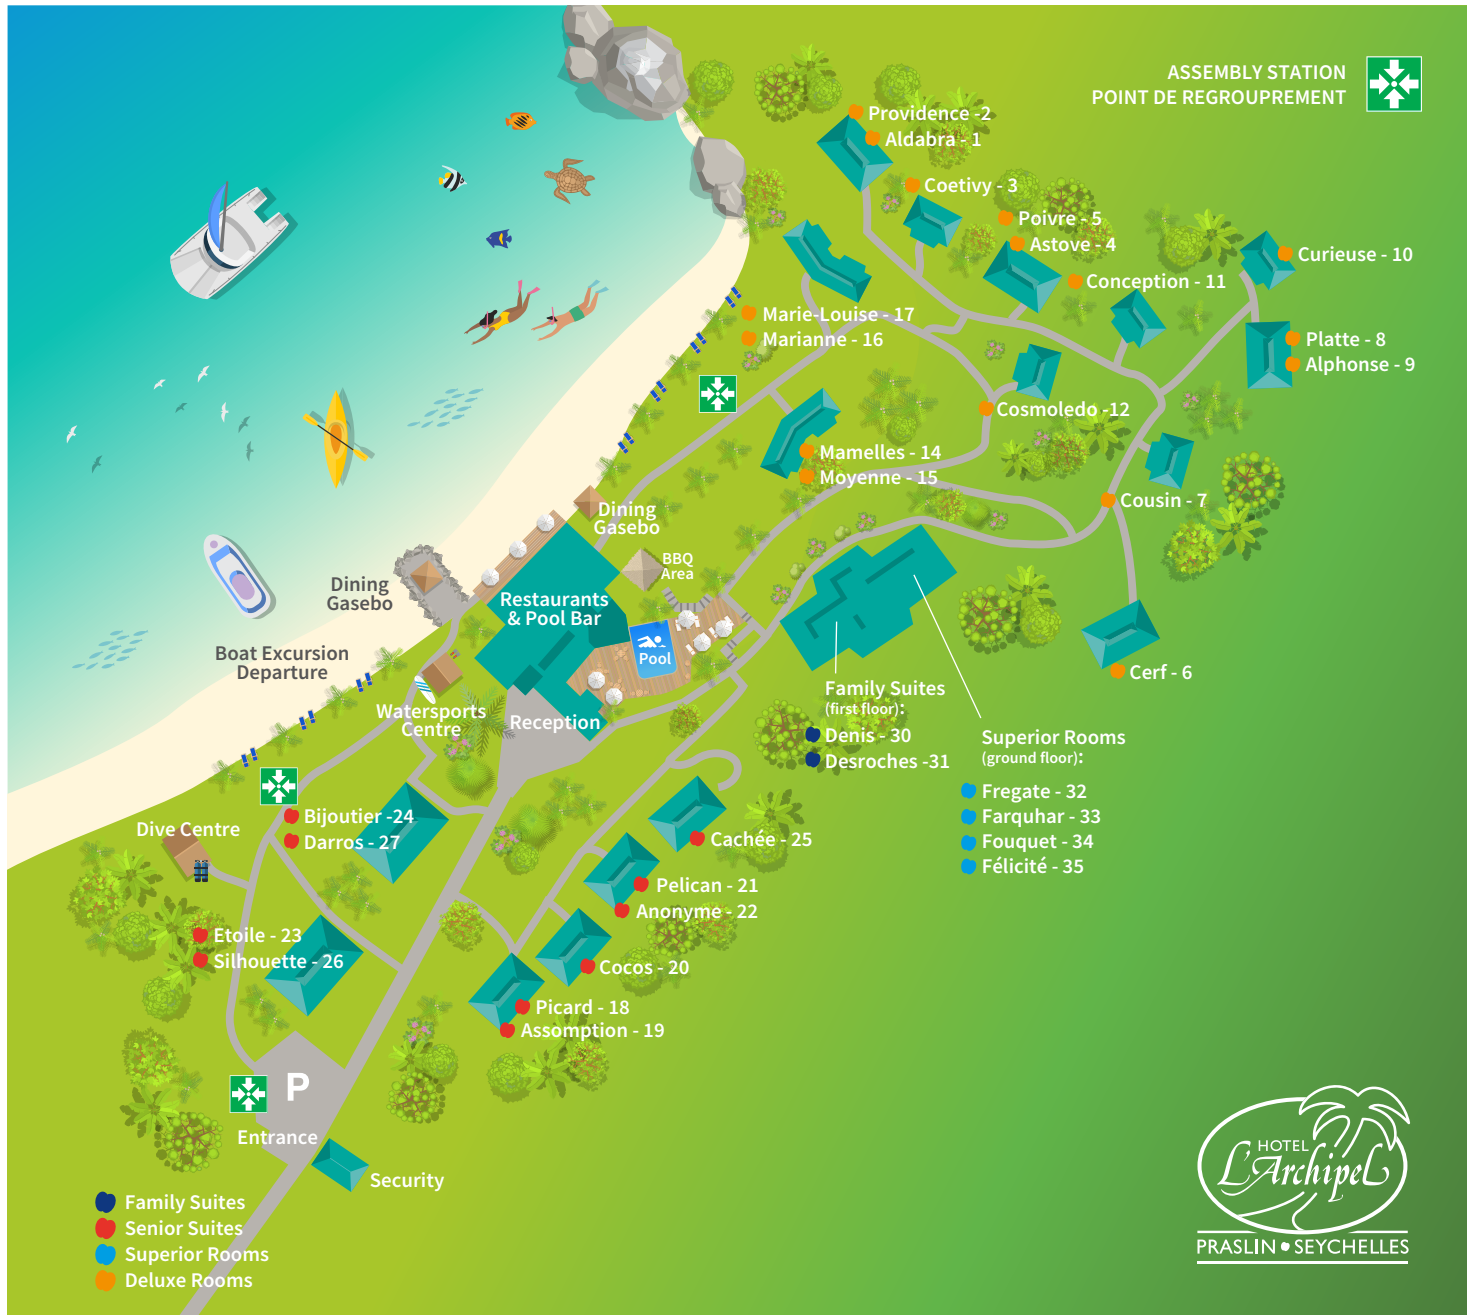 ASSEMBLY STATION
POINT DE REGROUPREMENT
Providence -2
Aldabra - 1
Coetivy - 3
Poivre - 5
Astove - 4
Conception - 11
Curieuse - 10
Marie-Louise - 17
Marianne - 16
Platte - 8
Alphonse - 9
Cosmoledo -12
Mamelles - 14
Moyenne - 15
Cousin - 7
Dining
Gasebo
BBQ
Area
Dining
Gasebo
Restaurants
& Pool Bar
Pool
Boat Excursion
Departure
Cerf - 6
Watersports
Centre
Reception
Family Suites
(first floor):
Denis - 30
Desroches -31
Superior Rooms
(ground floor):
Fregate - 32
Farquhar - 33
Fouquet - 34
Félicité - 35
Bijoutier -24
Darros - 27
Dive Centre
Cachée - 25
Pelican - 21
Anonyme - 22
Etoile - 23
Silhouette - 26
Cocos - 20
Picard - 18
Assomption - 19
P
Entrance
Security
Family Suites
Senior Suites
Superior Rooms
Deluxe Rooms
HOTEL
L'Archipel
PRASLIN • SEYCHELLES